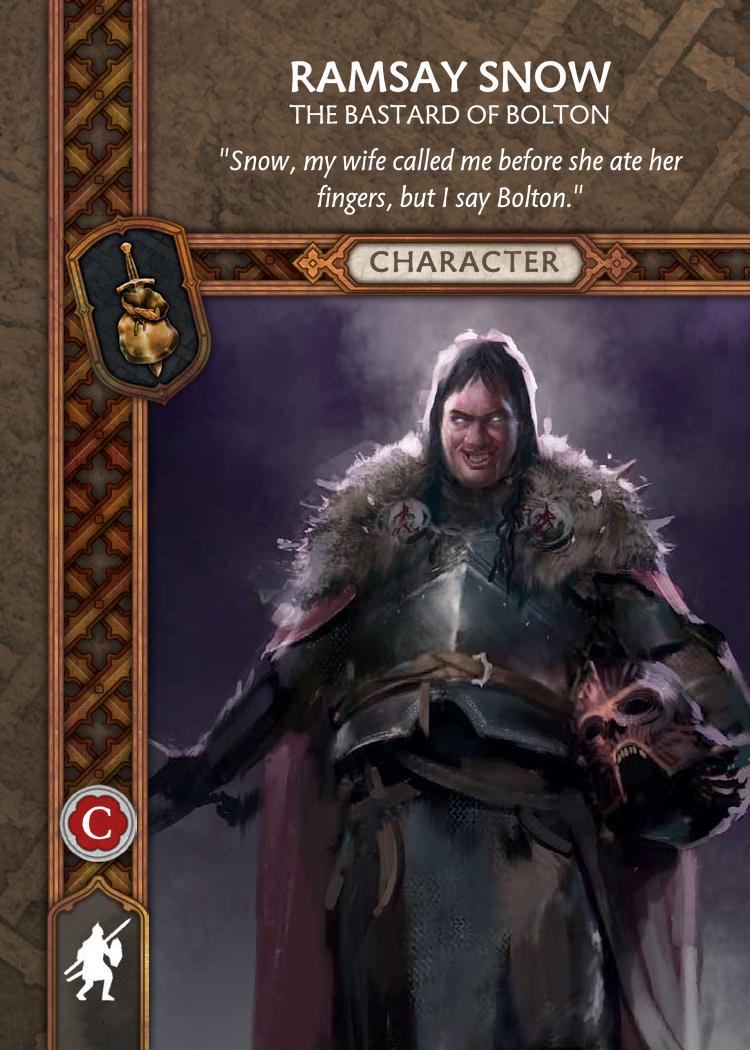 RAMSAY SNOW
THE BASTARD OF BOLTON
"Snow, my wife called me before she ate her
fingers, but I say Bolton."
CHARACTER
C